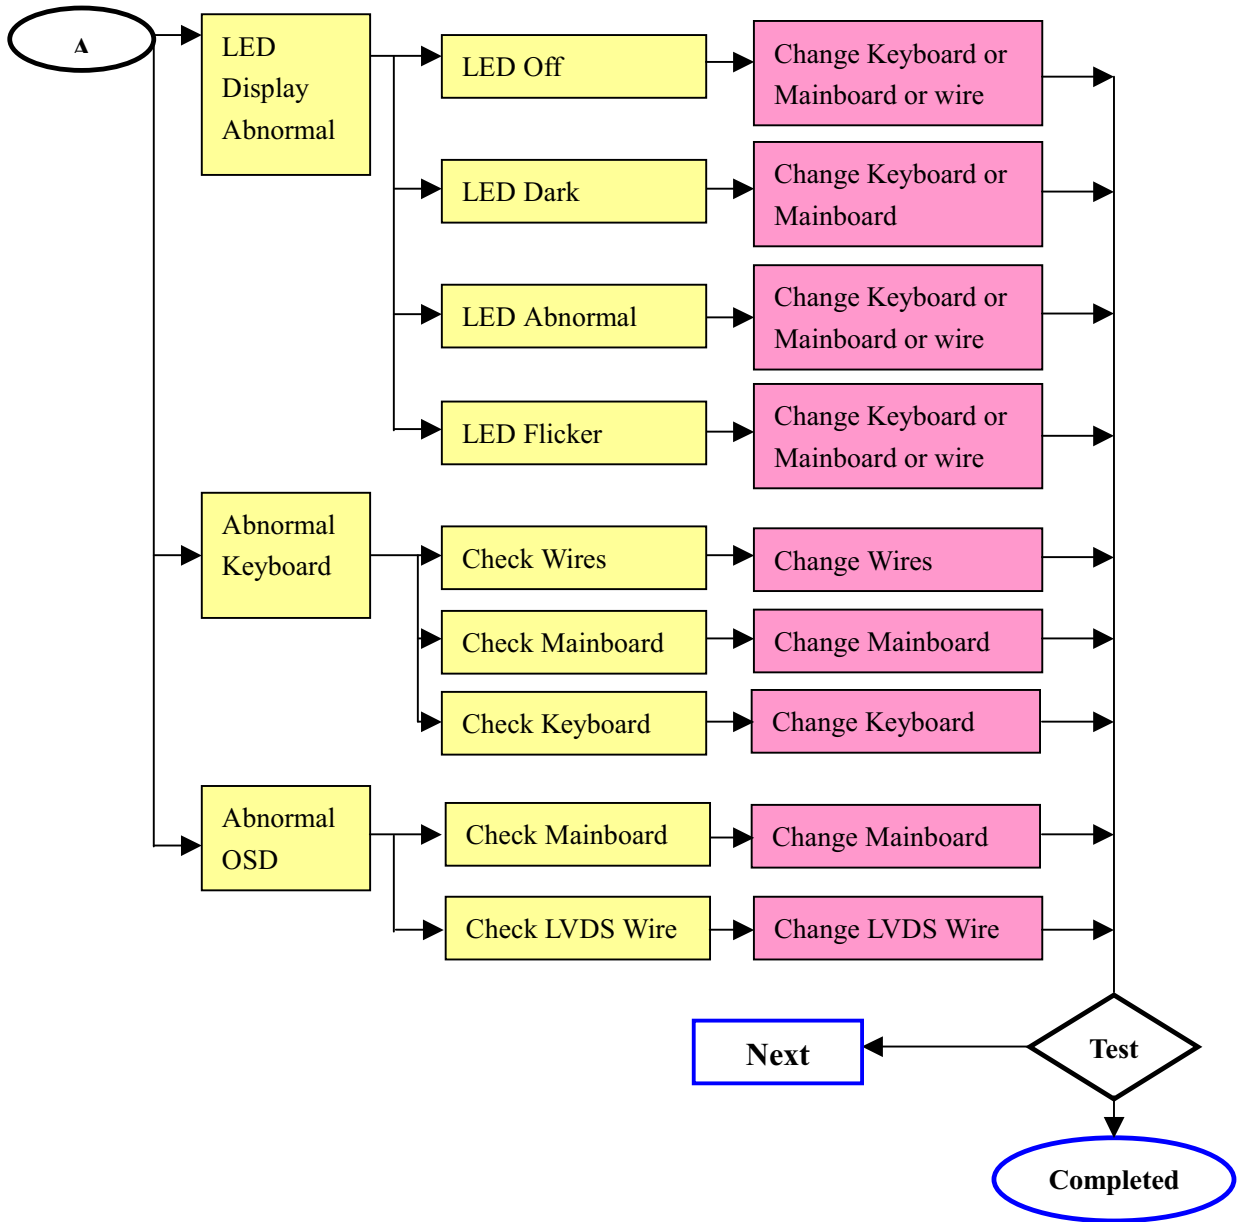 A
LED
Display
Abnormal
LED Off
Change Keyboard or
Mainboard or wire
LED Dark
Change Keyboard or
Mainboard
LED Abnormal
Change Keyboard or
Mainboard or wire
LED Flicker
Change Keyboard or
Mainboard or wire
Abnormal
Keyboard
Check Wires
Change Wires
Check Mainboard
Change Mainboard
Check Keyboard
Change Keyboard
Abnormal
OSD
Check Mainboard
Change Mainboard
Check LVDS Wire
Change LVDS Wire
Next
Test
Completed